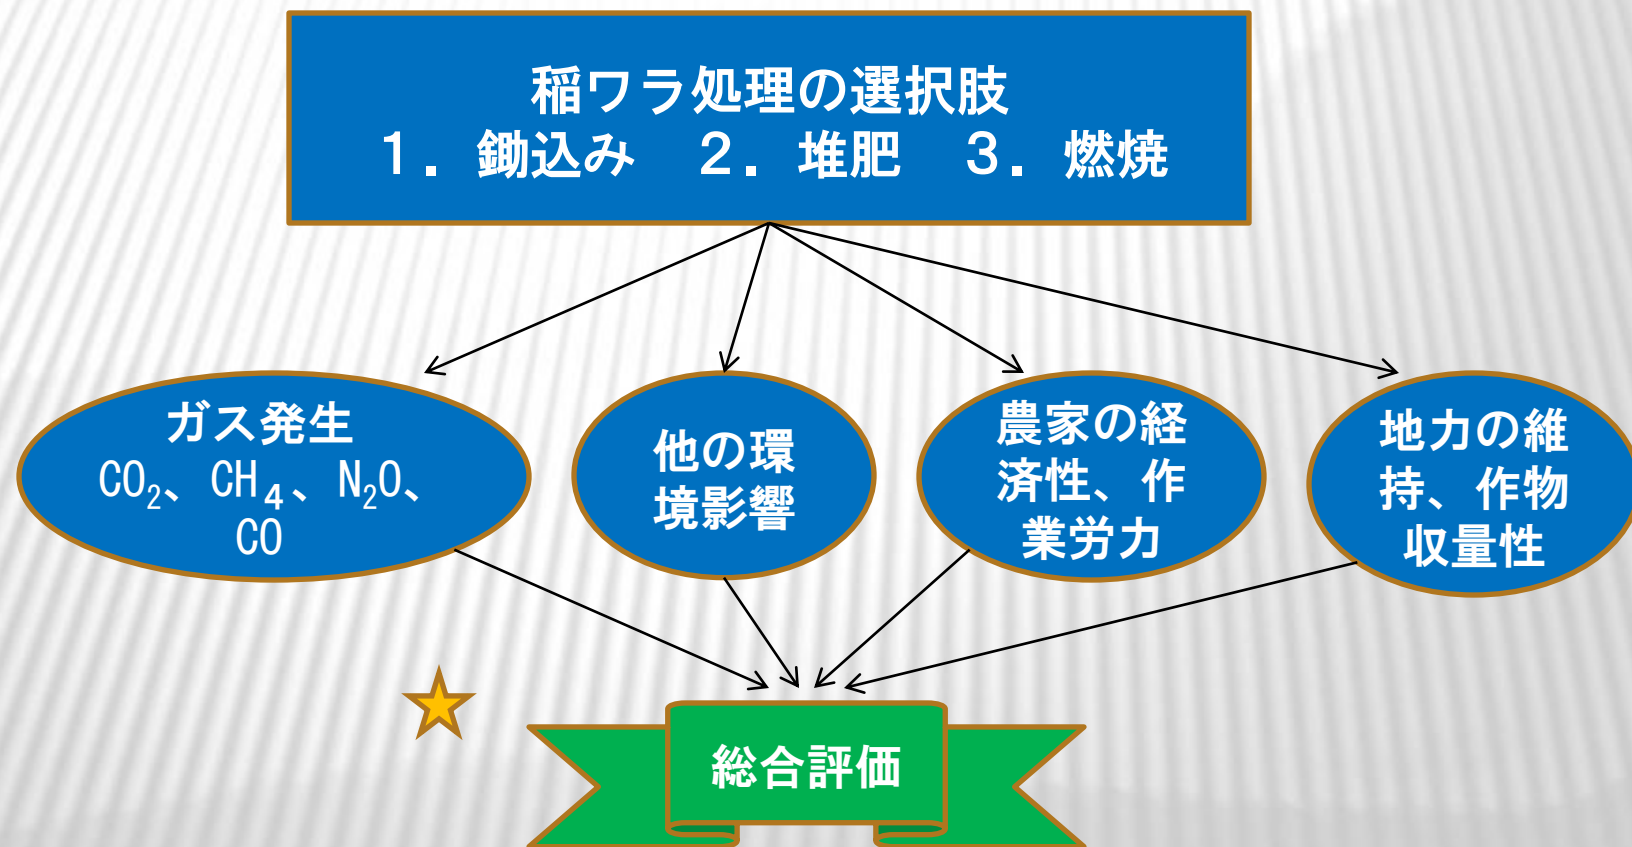 稲ワラ処理の選択肢
１．鋤込み　２．堆肥　３．燃焼
ガス発生
CO₂、CH₄、N₂O、
CO
他の環
境影響
農家の経
済性、作
業労力
地力の維
持、作物
収量性
総合評価